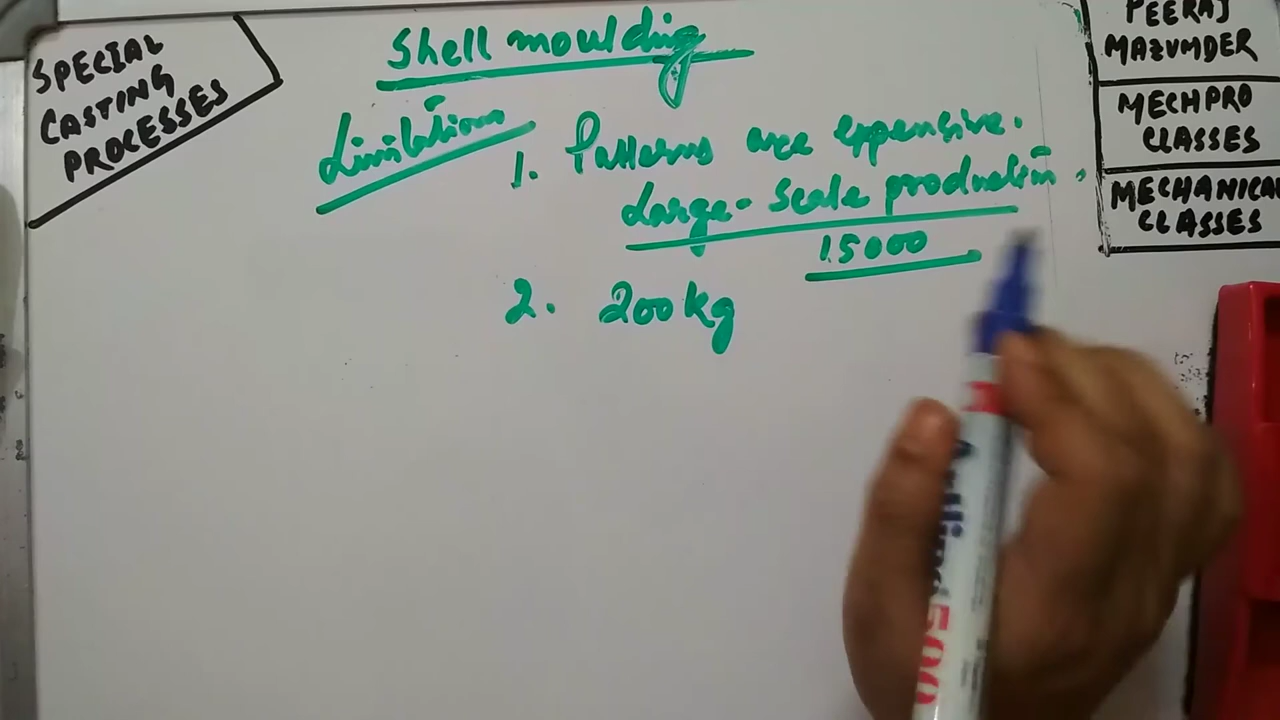 SPECIAL
CASTING
PROCESSES
Shell moulding
Limitations
1. Patterns are expensive.
Large-Scale production.
15000
2. 200kg
PEERAJ
MAZUMDER
MECHPRO
CLASSES
MECHANICAL
CLASSES
500